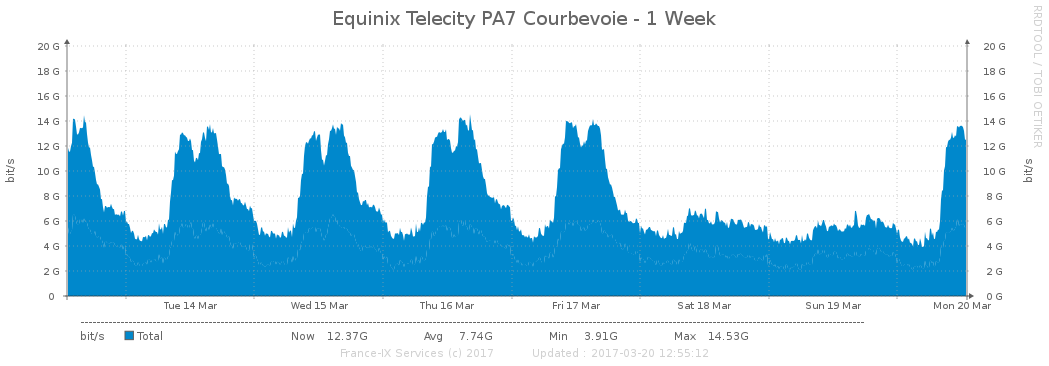 Equinix Telecity PA7 Courbevoie - 1 Week
RRDTOOL / TOBI OETIKER
20 G 20 G
18 G 18 G
16 G 16 G
14 G 14 G
12 G 12 G
10 G 10 G
8 G 8 G
6 G 6 G
4 G 4 G
2 G 2 G
0 0 G
bit/s bit/s
Tue 14 Mar Wed 15 Mar Thu 16 Mar Fri 17 Mar Sat 18 Mar Sun 19 Mar Mon 20 Mar
bit/s Total Now 12.37G Avg 7.74G Min 3.91G Max 14.53G
France-IX Services (c) 2017 Updated : 2017-03-20 12:55:12